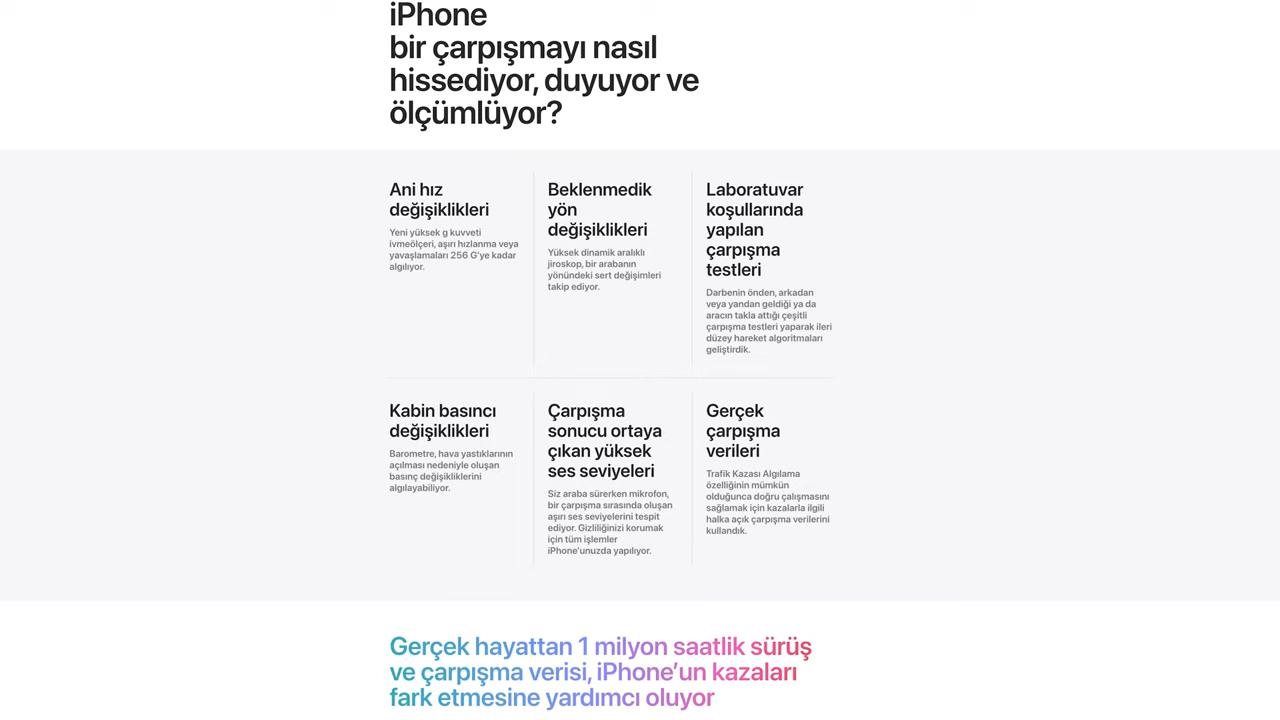 iPhone
bir çarpışmayı nasıl
hissediyor, duyuyor ve
ölçümlüyor?
Ani hız
değişiklikleri
Yeni yüksek g kuvveti
ivmeölçeri, aşırı hızlanma veya
yavaşlamaları 256 G'ye kadar
algılıyor.
Beklenmedik
yön
değişiklikleri
Yüksek dinamik aralıklı
jiroskop, bir arabanın
yönündeki sert değişimleri
takip ediyor.
Laboratuvar
koşullarında
yapılan
çarpışma
testleri
Darbenin önden, arkadan
veya yandan geldiği ya da
aracın takla attığı çeşitli
çarpışma testleri yaparak ileri
düzey hareket algoritmaları
geliştirdik.
Kabin basıncı
değişiklikleri
Barometre, hava yastıklarının
açılması nedeniyle oluşan
basınç değişikliklerini
algılayabiliyor.
Çarpışma
sonucu ortaya
çıkan yüksek
ses seviyeleri
Siz araba sürerken mikrofon,
bir çarpışma sırasında oluşan
aşırı ses seviyelerini tespit
ediyor. Gizliliğinizi korumak
için tüm işlemler
iPhone'unuzda yapılıyor.
Gerçek
çarpışma
verileri
Trafik Kazası Algılama
özelliğinin mümkün
olduğunca doğru çalışmasını
sağlamak için kazalarla ilgili
halka açık çarpışma verilerini
kullandık.
Gerçek hayattan 1 milyon saatlik sürüş
ve çarpışma verisi, iPhone'un kazaları
fark etmesine yardımcı oluyor